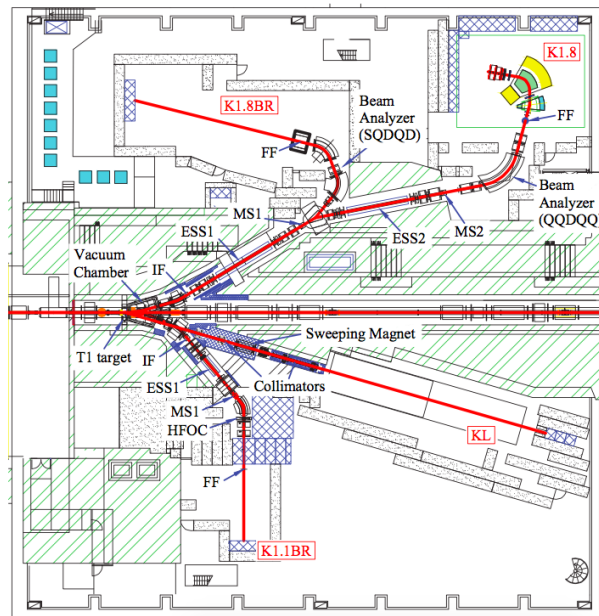 K1.8
K1.8BR
Beam
Analyzer
(SQDQD)
FF
FF
Beam
Analyzer
(QQDQQ)
MS1
MS2
ESS1
ESS2
Vacuum
Chamber
IF
Sweeping Magnet
T1 target
IF
ESS1
Collimators
MS1
HFOC
KL
FF
K1.1BR